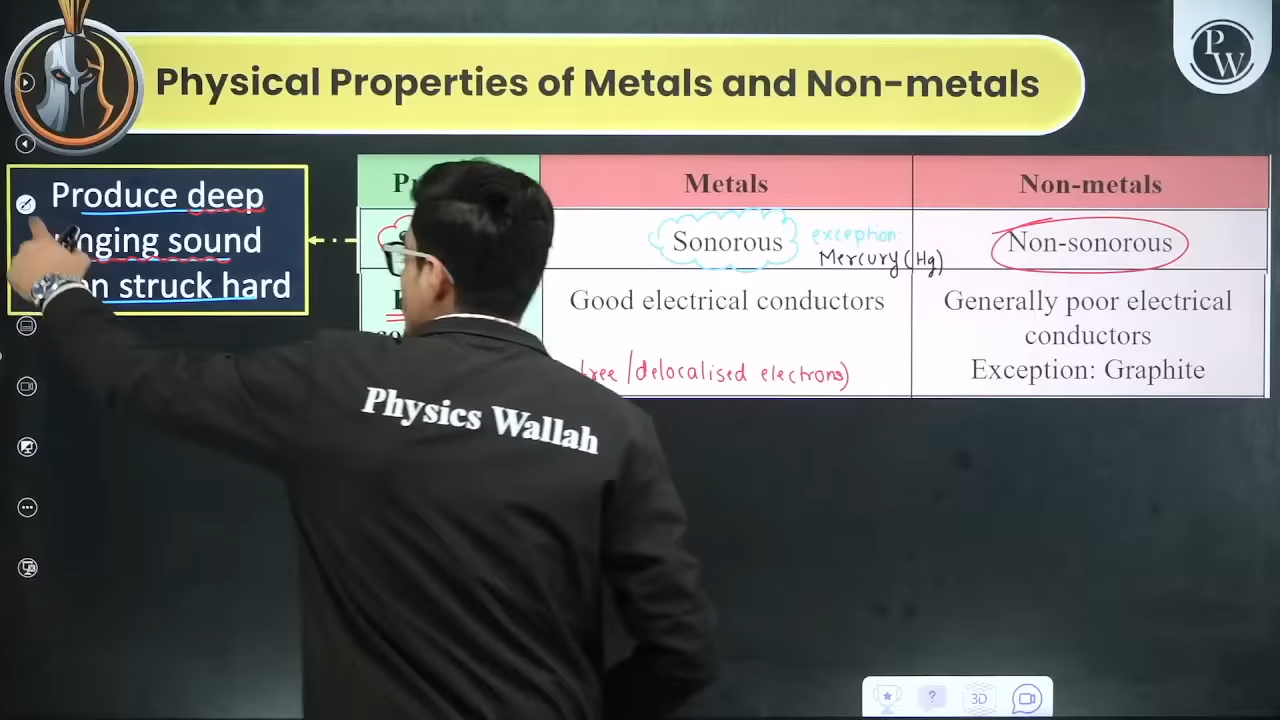 Physical Properties of Metals and Non-metals
PW
Produce deep
sound
struck hard
Metals
Non-metals
Sonorous
exception:
Mercury (Hg)
Non-sonorous
Good electrical conductors
free/delocalised electrons)
Generally poor electrical
conductors
Exception: Graphite
Physics Wallah
?
3D